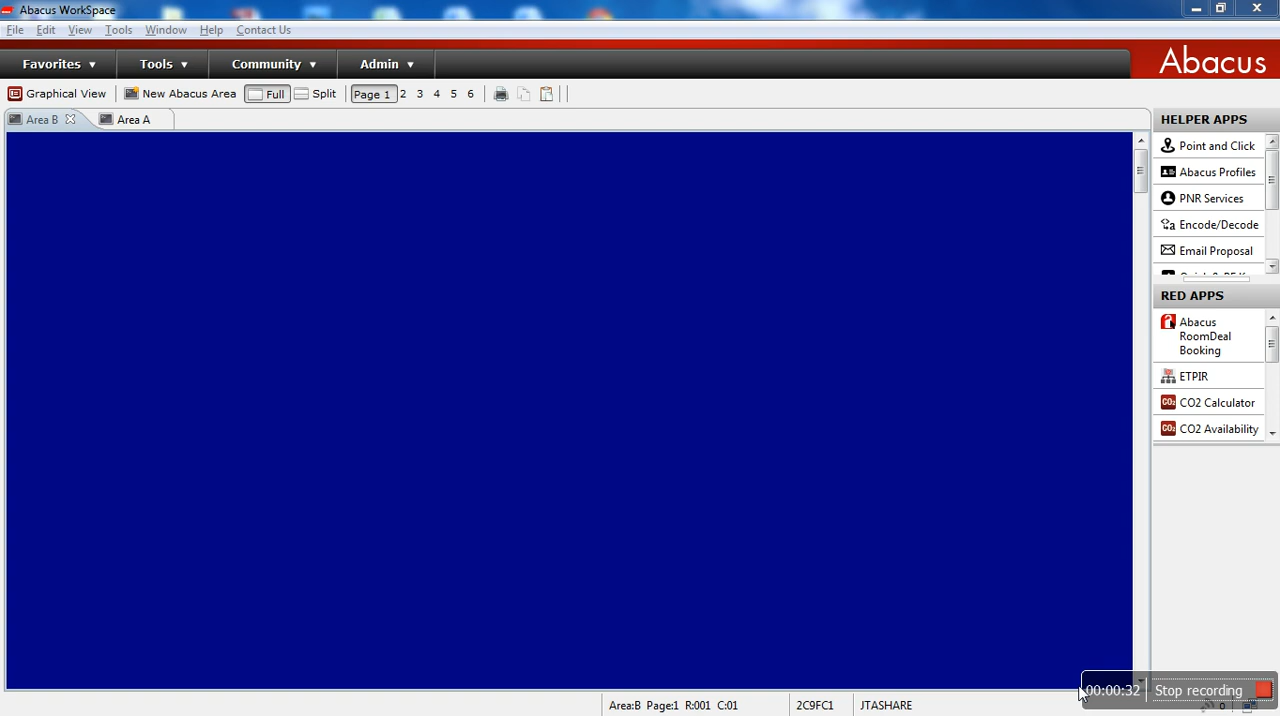 Abacus WorkSpace
File Edit View Tools Window Help Contact Us
Favorites Tools Community Admin
Abacus
Graphical View New Abacus Area Full Split Page 1 2 3 4 5 6
Area B Area A
HELPER APPS
Point and Click
Abacus Profiles
PNR Services
Encode/Decode
Email Proposal
RED APPS
Abacus
RoomDeal
Booking
ETPIR
CO2 Calculator
CO2 Availability
00:00:32 Stop recording
Area:B Page:1 R:001 C:01 2C9FC1 JTASHARE 0